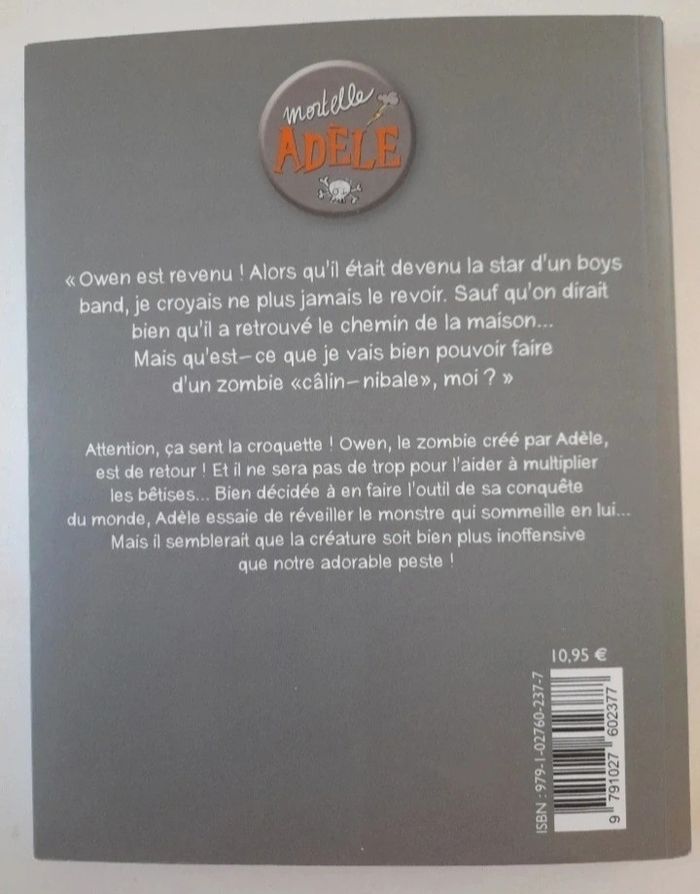 mortelle
ADÈLE
« Owen est revenu ! Alors qu'il était devenu la star d'un boys
band, je croyais ne plus jamais le revoir. Sauf qu'on dirait
bien qu'il a retrouvé le chemin de la maison...
Mais qu'est-ce que je vais bien pouvoir faire
d'un zombie «câlin-nibale», moi ? »
Attention, ça sent la croquette ! Owen, le zombie créé par Adèle,
est de retour ! Et il ne sera pas de trop pour l'aider à multiplier
les bêtises... Bien décidée à en faire l'outil de sa conquête
du monde, Adèle essaie de réveiller le monstre qui sommeille en lui...
Mais il semblerait que la créature soit bien plus inoffensive
que notre adorable peste !
10,95 €
ISBN : 979-1-02760-237-7
9 791027 602377